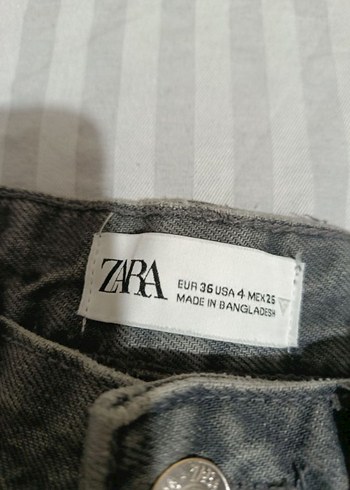 ZARA
EUR 36 USA 4 MEX 26
MADE IN BANGLADESH